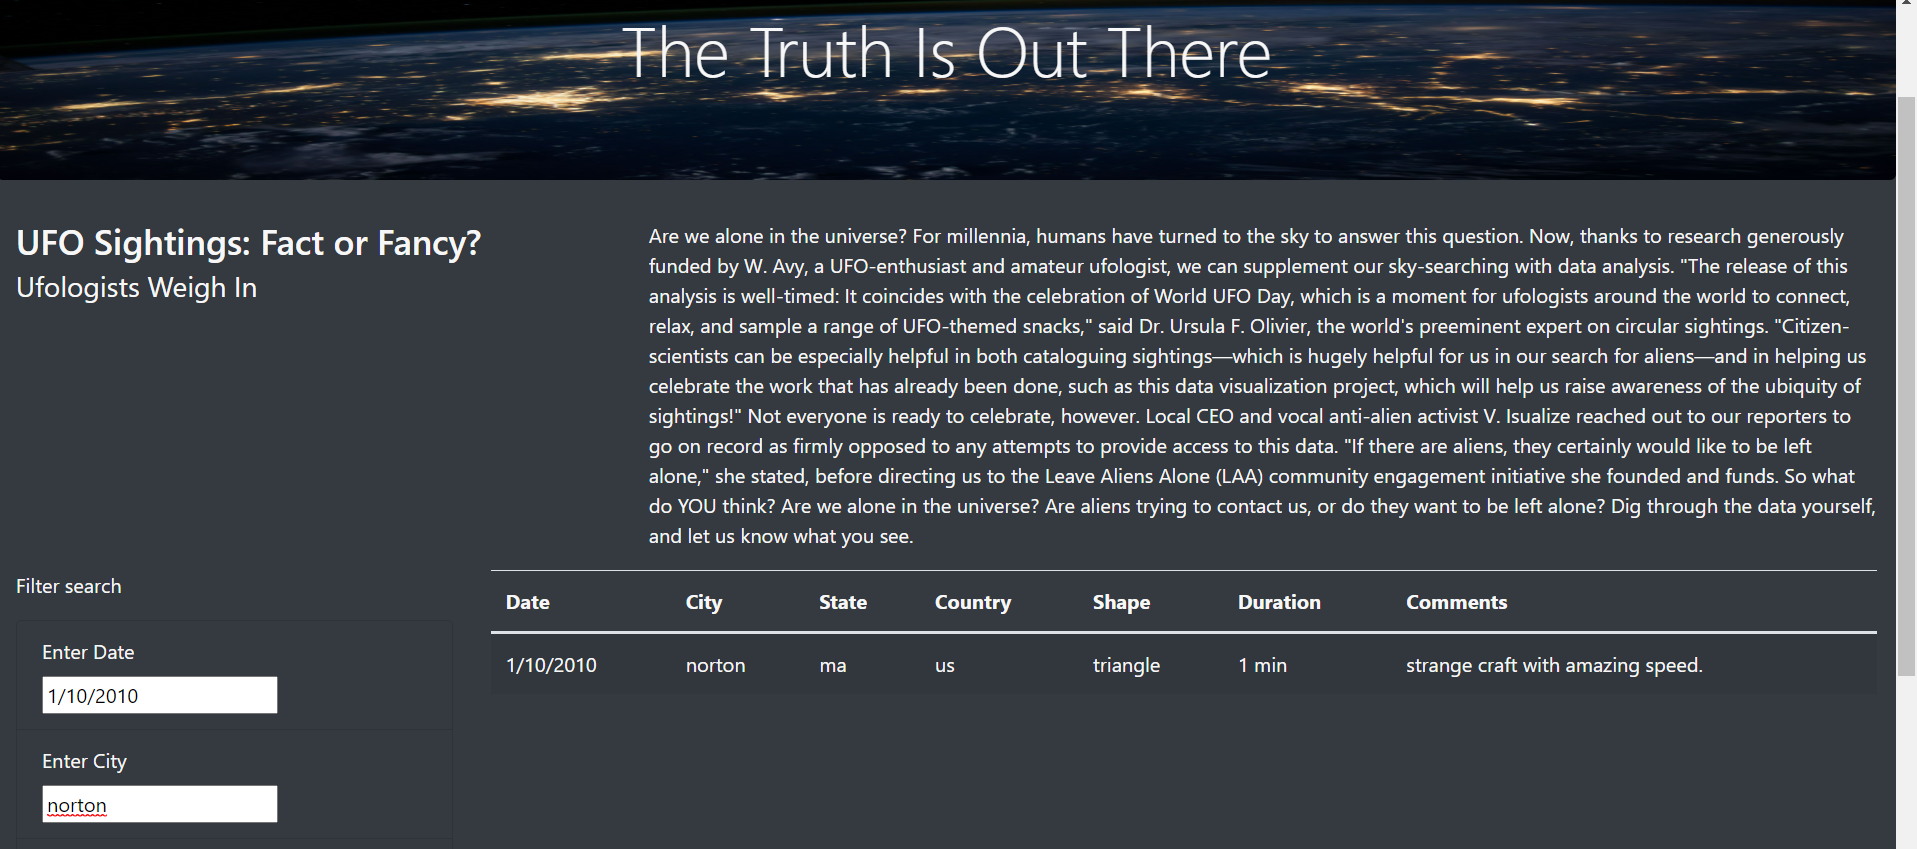 The Truth Is Out There
UFO Sightings: Fact or Fancy?
Ufologists Weigh In
Are we alone in the universe? For millennia, humans have turned to the sky to answer this question. Now, thanks to research generously
funded by W. Avy, a UFO-enthusiast and amateur ufologist, we can supplement our sky-searching with data analysis. "The release of this
analysis is well-timed: It coincides with the celebration of World UFO Day, which is a moment for ufologists around the world to connect,
relax, and sample a range of UFO-themed snacks," said Dr. Ursula F. Olivier, the world's preeminent expert on circular sightings. "Citizen-
scientists can be especially helpful in both cataloguing sightings—which is hugely helpful for us in our search for aliens—and in helping us
celebrate the work that has already been done, such as this data visualization project, which will help us raise awareness of the ubiquity of
sightings!" Not everyone is ready to celebrate, however. Local CEO and vocal anti-alien activist V. Isualize reached out to our reporters to
go on record as firmly opposed to any attempts to provide access to this data. "If there are aliens, they certainly would like to be left
alone," she stated, before directing us to the Leave Aliens Alone (LAA) community engagement initiative she founded and funds. So what
do YOU think? Are we alone in the universe? Are aliens trying to contact us, or do they want to be left alone? Dig through the data yourself,
and let us know what you see.
Filter search
Enter Date
1/10/2010
Enter City
norton
Date City State Country Shape Duration Comments
1/10/2010 norton ma us triangle 1 min strange craft with amazing speed.